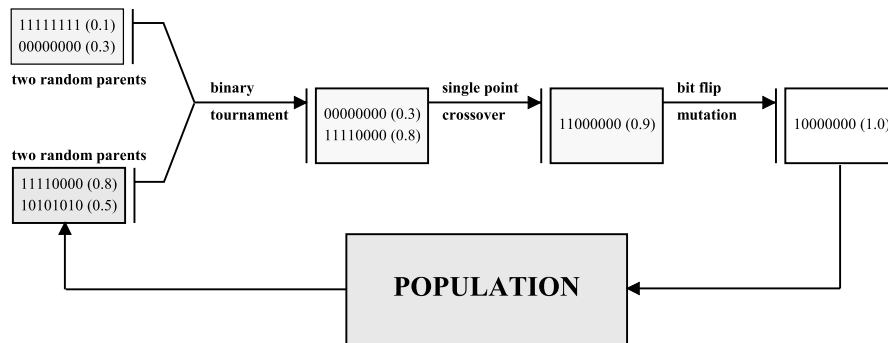 11111111 (0.1)
00000000 (0.3)
two random parents
two random parents
11110000 (0.8)
10101010 (0.5)
binary
tournament
00000000 (0.3)
11110000 (0.8)
single point
crossover
11000000 (0.9)
bit flip
mutation
10000000 (1.0)
POPULATION